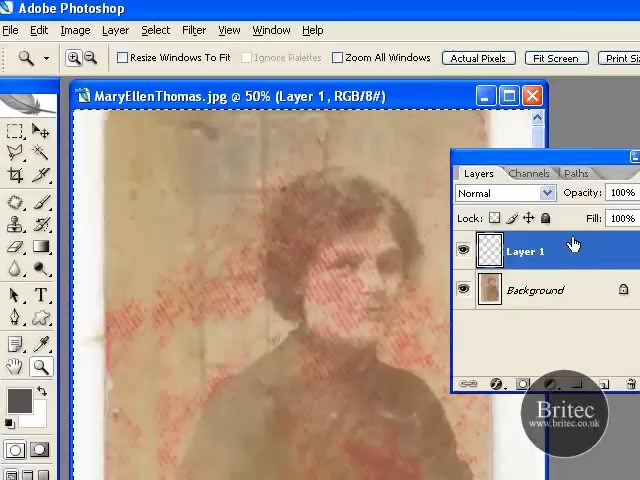 Adobe Photoshop
File Edit Image Layer Select Filter View Window Help
Resize Windows To Fit Ignore Palettes Zoom All Windows Actual Pixels Fit Screen Print Siz
MaryEllenThomas.jpg @ 50% (Layer 1, RGB/8#)
Layers Channels Paths
Normal Opacity: 100%
Lock: Fill: 100%
Layer 1
Background
T
Britec
www.britec.co.uk